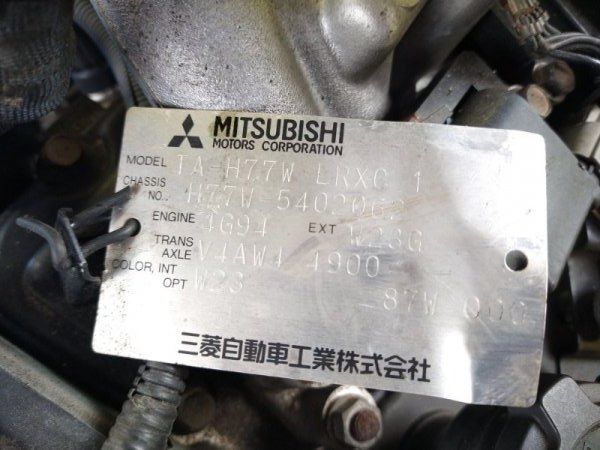 MITSUBISHI
MOTORS CORPORATION
MODEL TA-H77W LRXC 1
CHASSIS NO. H77W-5402062
ENGINE 4G94 EXT W23G
TRANS AXLE V4AW4 4900
COLOR, INT OPT W23 87W 000
三菱自動車工業株式会社